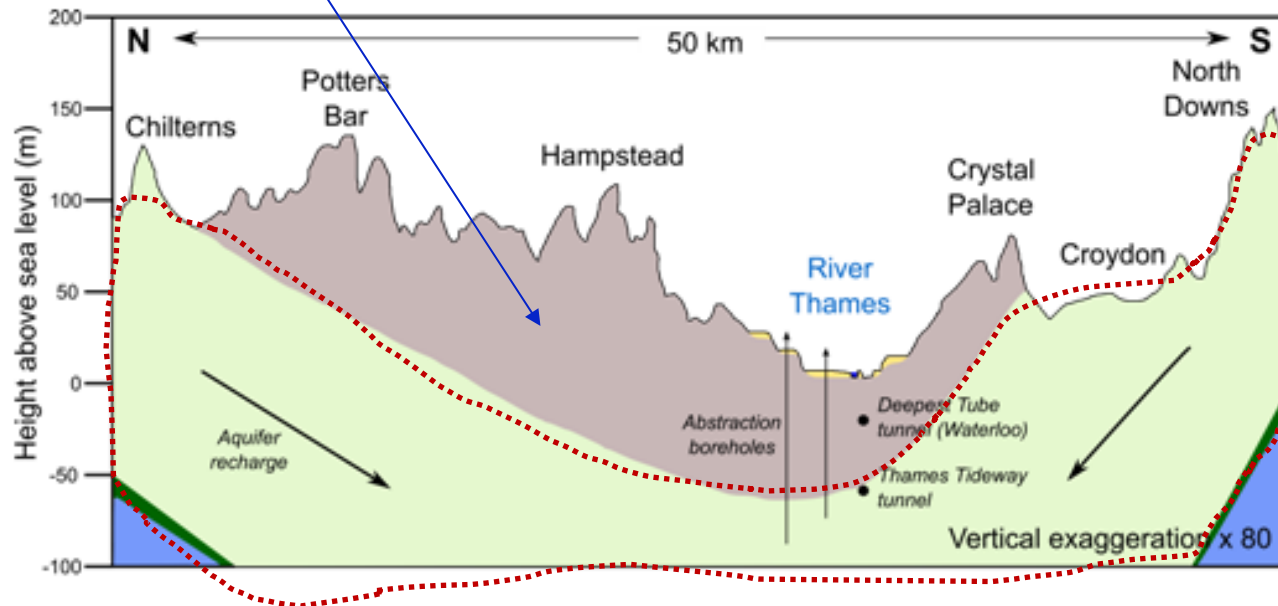 200
N
50 km
S
Potters
Bar
North
Downs
150
Chilterns
Hampstead
Crystal
Palace
100
River
Thames
Croydon
50
Height above sea level (m)
0
Aquifer
recharge
Abstraction
boreholes
Deepest Tube
tunnel (Waterloo)
-50
Thames Tideway
tunnel
Vertical exaggeration x 80
-100